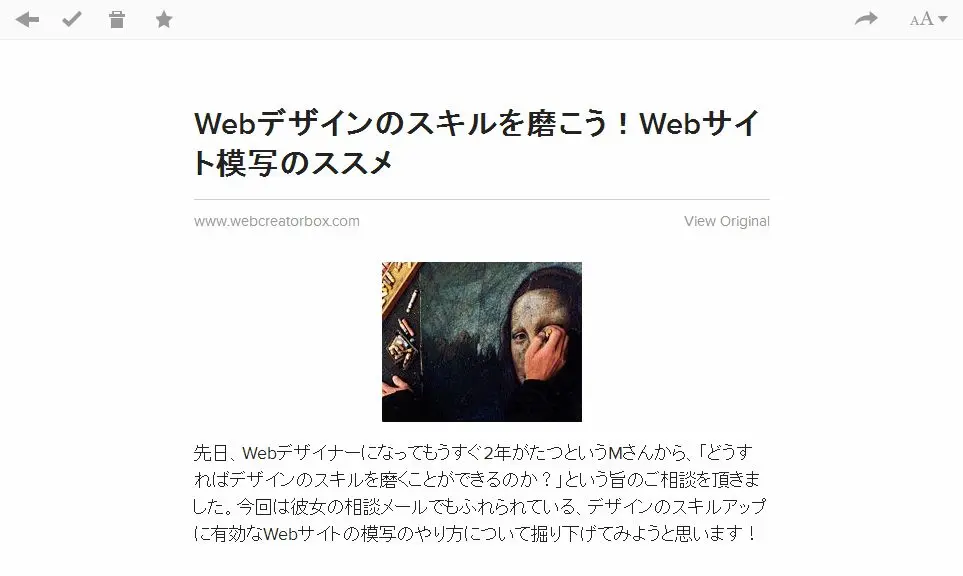 AA
Webデザインのスキルを磨こう！Webサイ
ト模写のススメ
www.webcreatorbox.com
View Original
先日、Webデザイナーになってもうすぐ2年がたつというMさんから、「どうす
ればデザインのスキルを磨くことができるのか？」という旨のご相談を頂きま
した。今回は彼女の相談メールでもふれられている、デザインのスキルアップ
に有効なWebサイトの模写のやり方について掘り下げてみようと思います！